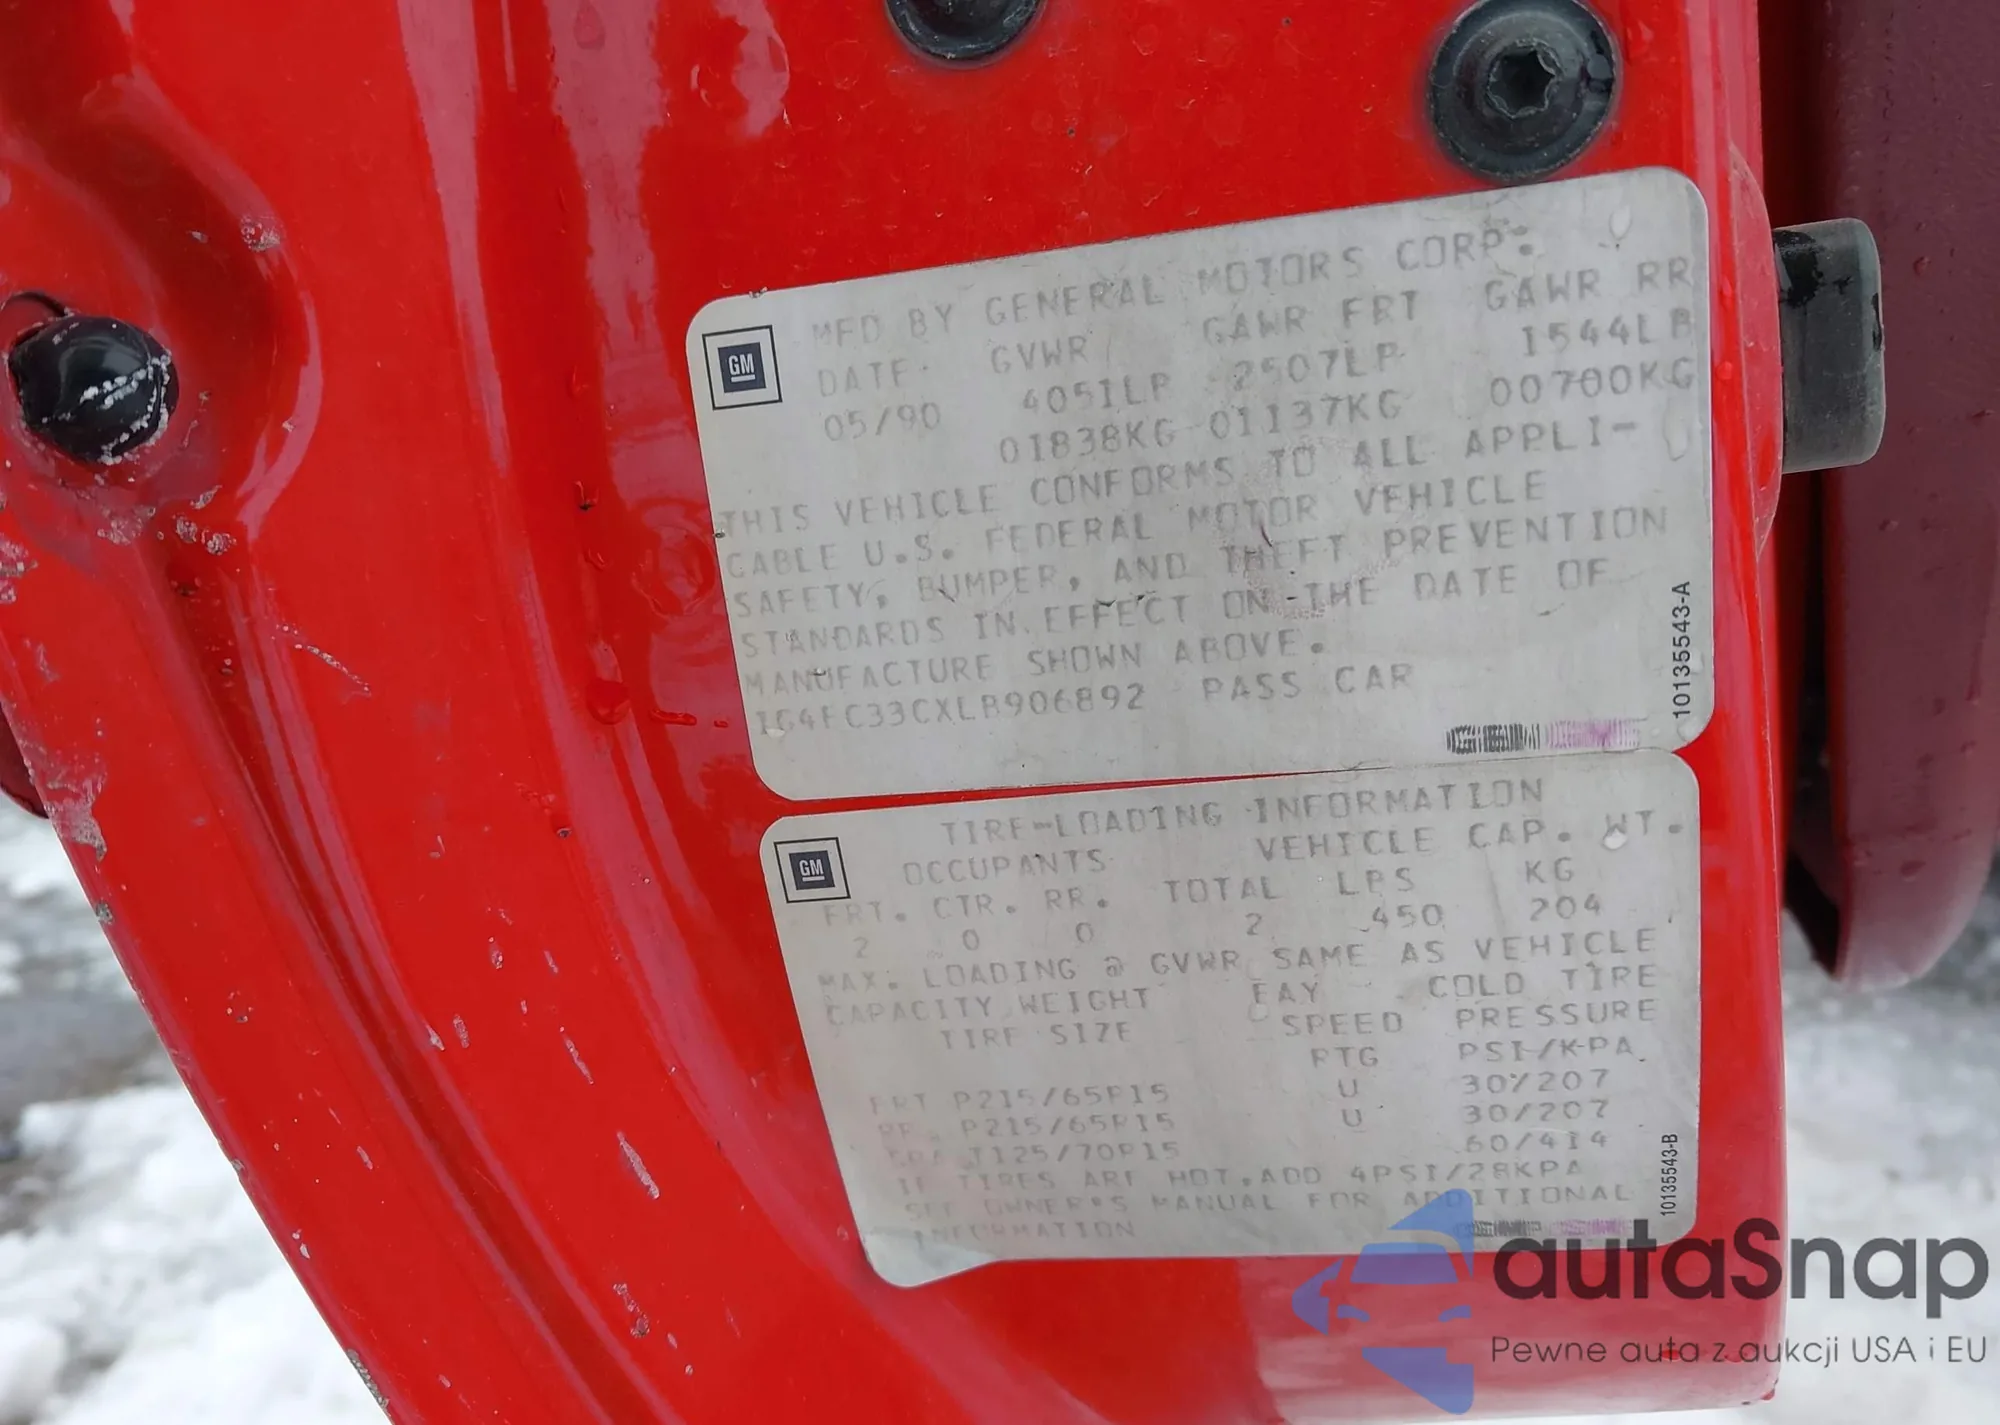 GM
MFD BY GENERAL MOTORS CORP.
DATE GVWR GAWR FRT GAWR RR
05/90 4051LB 2507LB 1544LB
01838KG 01137KG 00700KG
THIS VEHICLE CONFORMS TO ALL APPLI-
CABLE U.S. FEDERAL MOTOR VEHICLE
SAFETY, BUMPER, AND THEFT PREVENTION
STANDARDS IN EFFECT ON THE DATE OF
MANUFACTURE SHOWN ABOVE.
1G4EC33CXLB906892 PASS CAR
10135543-A
GM
TIRE-LOADING INFORMATION
OCCUPANTS VEHICLE CAP. WT.
FRT. CTR. RR. TOTAL LBS KG
2 0 0 2 450 204
MAX. LOADING @ GVWR SAME AS VEHICLE
CAPACITY WEIGHT
TIRE SIZE SPEED COLD TIRE
RTG PRESSURE
PSI/KPA
FRT P215/65R15 U 30/207
RR. P215/65R15 U 30/207
SPA T125/70R15 60/414
IF TIRES ARE HOT, ADD 4PSI/28KPA
SEE OWNER'S MANUAL FOR ADDITIONAL
INFORMATION
10135543-B
autoSnap
Pewne auta z aukcji USA i EU